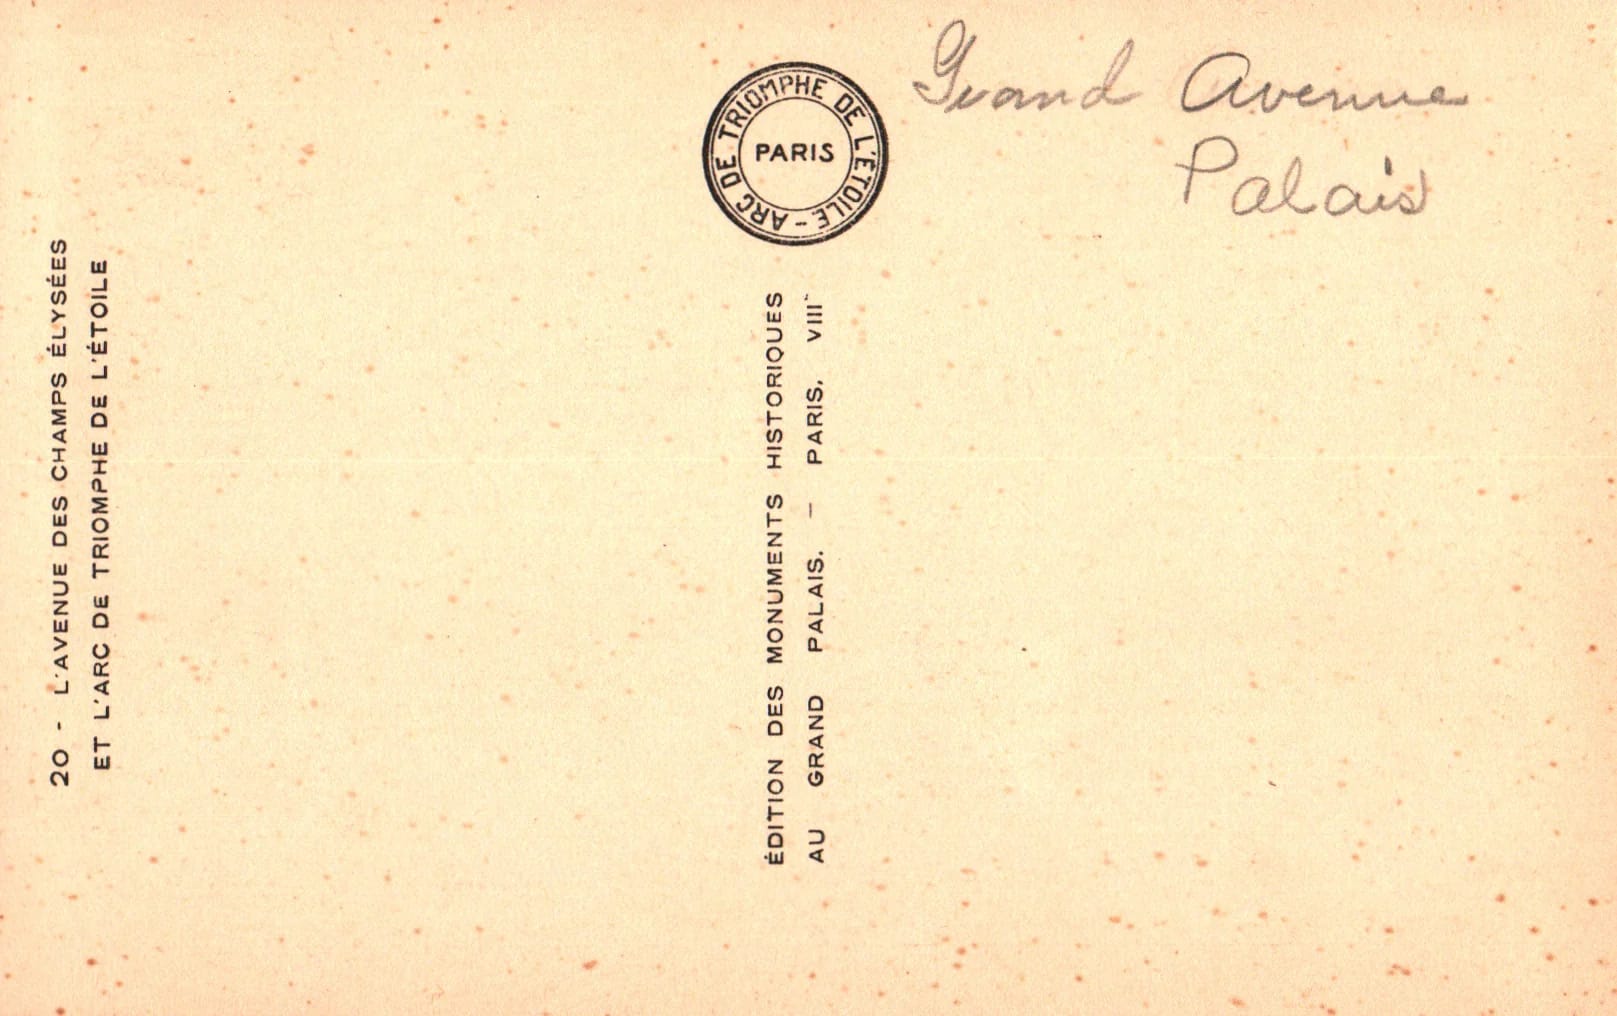 20 - L'AVENUE DES CHAMPS ÉLYSÉES
ET L'ARC DE TRIOMPHE DE L'ÉTOILE
ARC DE TRIOMPHE DE L'ÉTOILE -
PARIS
ÉDITION DES MONUMENTS HISTORIQUES
AU GRAND PALAIS. — PARIS, VIIIᵉ
Grand Avenue
Palais